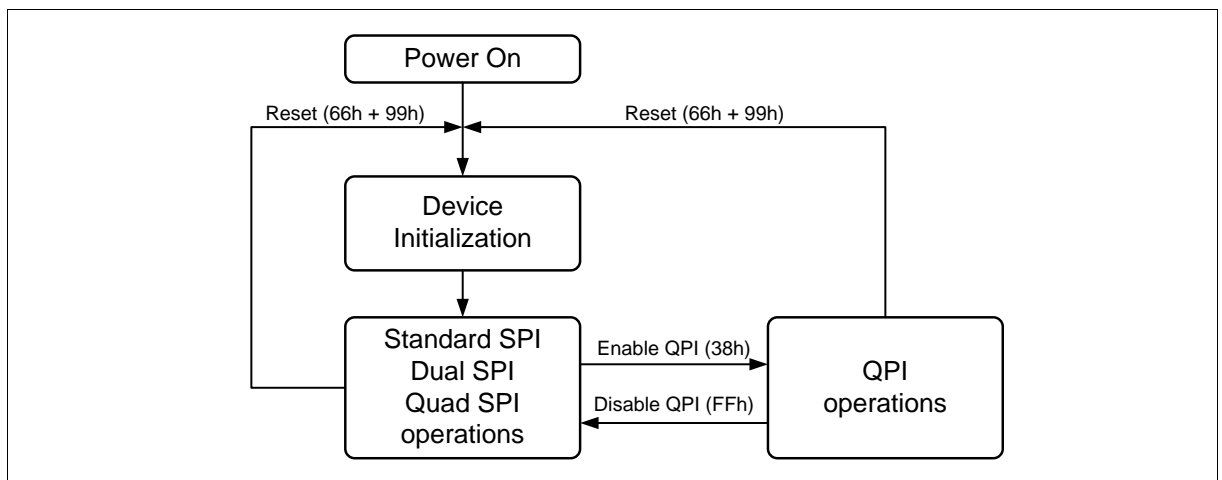 Power On
Reset (66h + 99h)
Reset (66h + 99h)
Device
Initialization
Standard SPI
Dual SPI
Quad SPI
operations
Enable QPI (38h)
Disable QPI (FFh)
QPI
operations